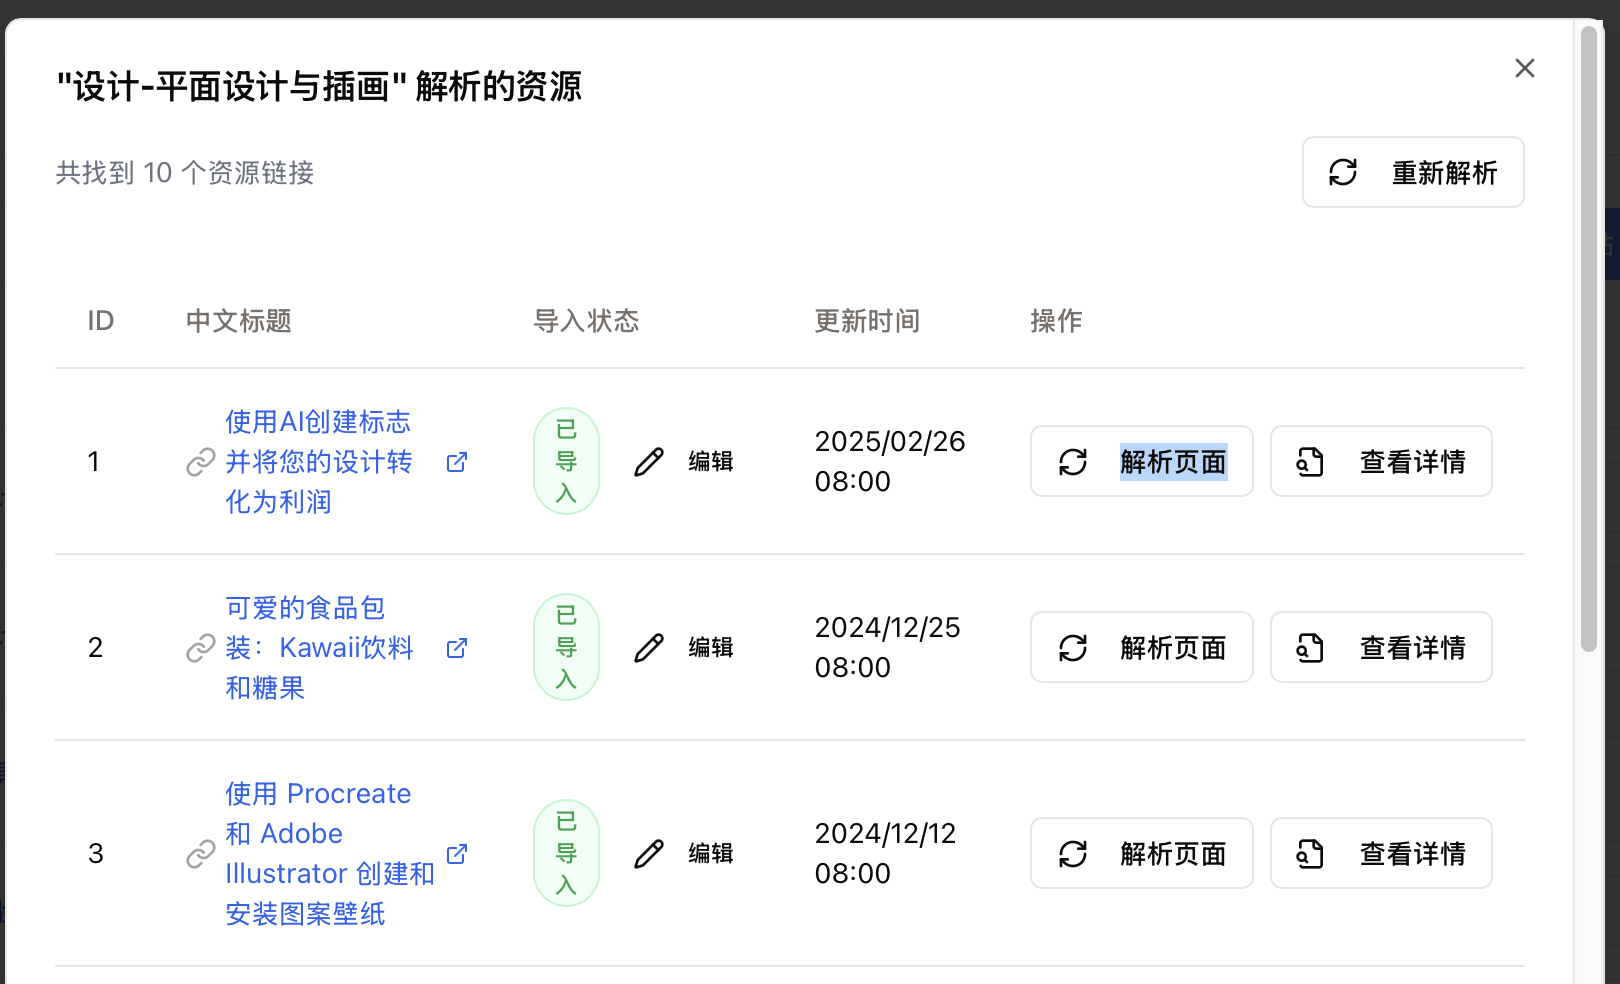 "设计-平面设计与插画" 解析的资源
共找到 10 个资源链接
重新解析
ID 中文标题 导入状态 更新时间 操作
1
使用AI创建标志
并将您的设计转
化为利润
已
导
入
编辑
2025/02/26
08:00
解析页面
查看详情
2
可爱的食品包
装：Kawaii饮料
和糖果
已
导
入
编辑
2024/12/25
08:00
解析页面
查看详情
3
使用 Procreate
和 Adobe
Illustrator 创建和
安装图案壁纸
已
导
入
编辑
2024/12/12
08:00
解析页面
查看详情